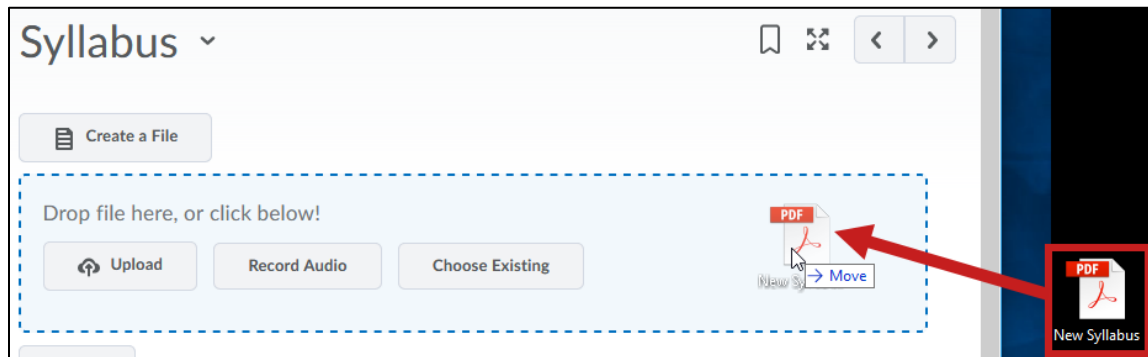 Syllabus
Create a File
Drop file here, or click below!
Upload
Record Audio
Choose Existing
PDF
New
Move
PDF
New Syllabus